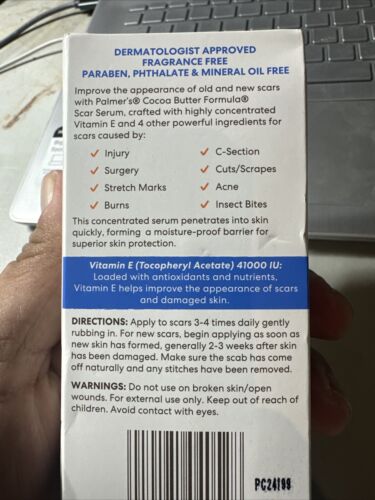 DERMATOLOGIST APPROVED
FRAGRANCE FREE
PARABEN, PHTHALATE & MINERAL OIL FREE
Improve the appearance of old and new scars
with Palmer's® Cocoa Butter Formula®
Scar Serum, crafted with highly concentrated
Vitamin E and 4 other powerful ingredients for
scars caused by:
✓ Injury
✓ Surgery
✓ Stretch Marks
✓ Burns
✓ C-Section
✓ Cuts/Scrapes
✓ Acne
✓ Insect Bites
This concentrated serum penetrates into skin
quickly, forming a moisture-proof barrier for
superior skin protection.
Vitamin E (Tocopheryl Acetate) 41000 IU:
Loaded with antioxidants and nutrients,
Vitamin E helps improve the appearance of scars
and damaged skin.
DIRECTIONS: Apply to scars 3-4 times daily gently
rubbing in. For new scars, begin applying as soon as
new skin has formed, generally 2-3 weeks after skin
has been damaged. Make sure the scab has come
off naturally and any stitches have been removed.
WARNINGS: Do not use on broken skin/open
wounds. For external use only. Keep out of reach of
children. Avoid contact with eyes.
PC24199